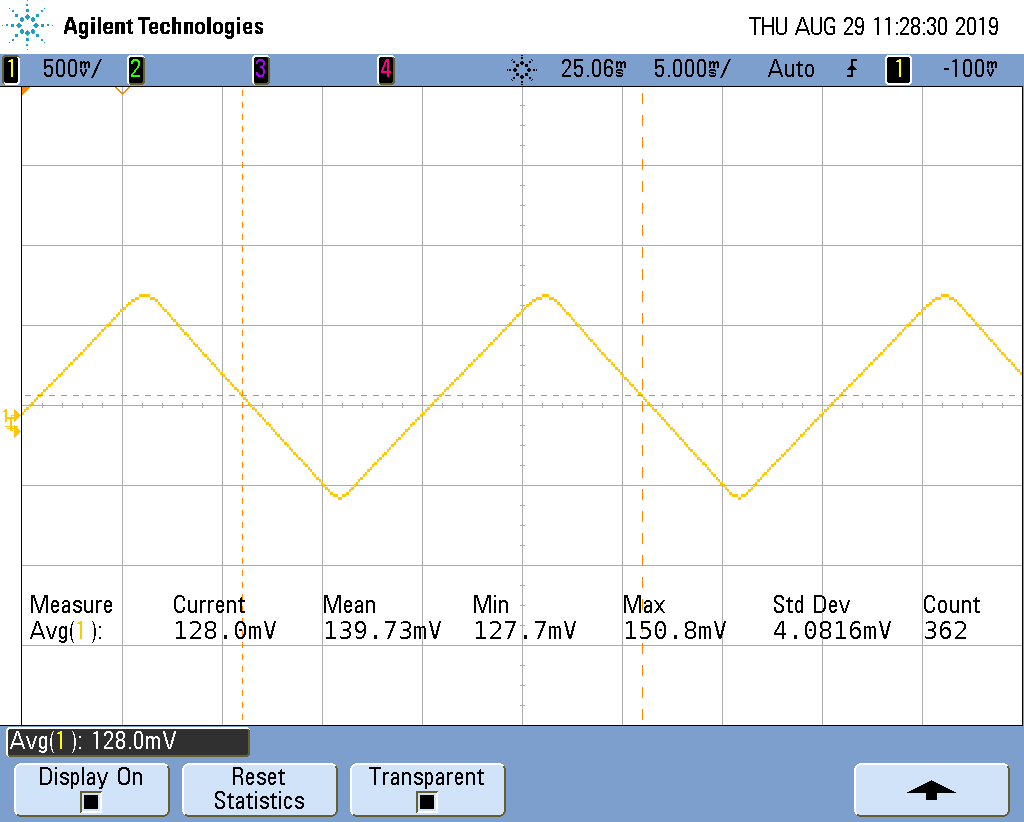 Agilent Technologies THU AUG 29 11:28:30 2019
1 500mV/ 2 3 4 25.06ms 5.000ms/ Auto 1 -100mV
1
T
Measure Current Mean Min Max Std Dev Count
Avg(1): 128.0mV 139.73mV 127.7mV 150.8mV 4.0816mV 362
Avg(1): 128.0mV
Display On Reset Statistics Transparent